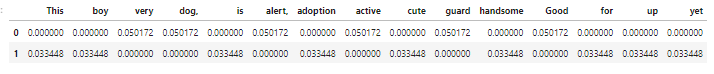 This boy very dog, is alert, adoption active cute guard handsome Good for up yet
0 0.000000 0.000000 0.050172 0.050172 0.000000 0.050172 0.000000 0.050172 0.000000 0.050172 0.000000 0.050172 0.000000 0.000000 0.000000
1 0.033448 0.033448 0.000000 0.000000 0.033448 0.000000 0.033448 0.000000 0.033448 0.000000 0.033448 0.000000 0.033448 0.033448 0.033448